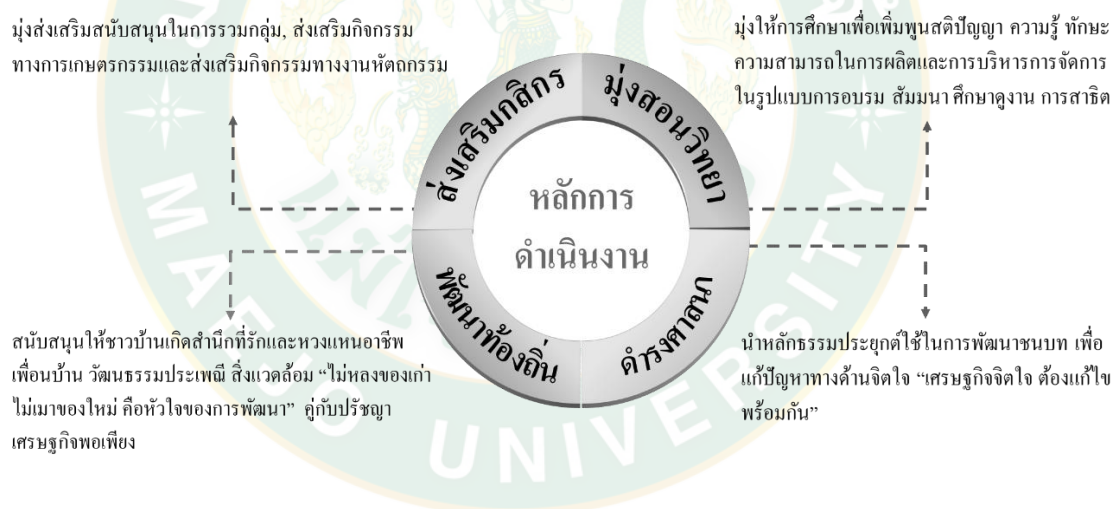 มุ่งส่งเสริมสนับสนุนในการรวมกลุ่ม, ส่งเสริมกิจกรรม
ทางการเกษตรกรรมและส่งเสริมกิจกรรมทางงานหัตถกรรม
มุ่งให้การศึกษาเพื่อเพิ่มพูนสติปัญญา ความรู้ ทักษะ
ความสามารถในการผลิตและการบริหารการจัดการ
ในรูปแบบการอบรม สัมมนา ศึกษาดูงาน การสาธิต
ส่งเสริมกสิกร
มุ่งสอนวิทยา
หลักการ
ดำเนินงาน
พัฒนาท้องถิ่น
ดำรงศาสนา
สนับสนุนให้ชาวบ้านเกิดสำนึกที่รักและหวงแหนอาชีพ
เพื่อนบ้าน วัฒนธรรมประเพณี สิ่งแวดล้อม “ไม่หลงของเก่า
ไม่เมาของใหม่ คือหัวใจของการพัฒนา” คู่กับปรัชญา
เศรษฐกิจพอเพียง
นำหลักธรรมประยุกต์ใช้ในการพัฒนาชนบท เพื่อ
แก้ปัญหาทางด้านจิตใจ “เศรษฐกิจจิตใจ ต้องแก้ไข
พร้อมกัน”
MAEJO UNIVERSITY